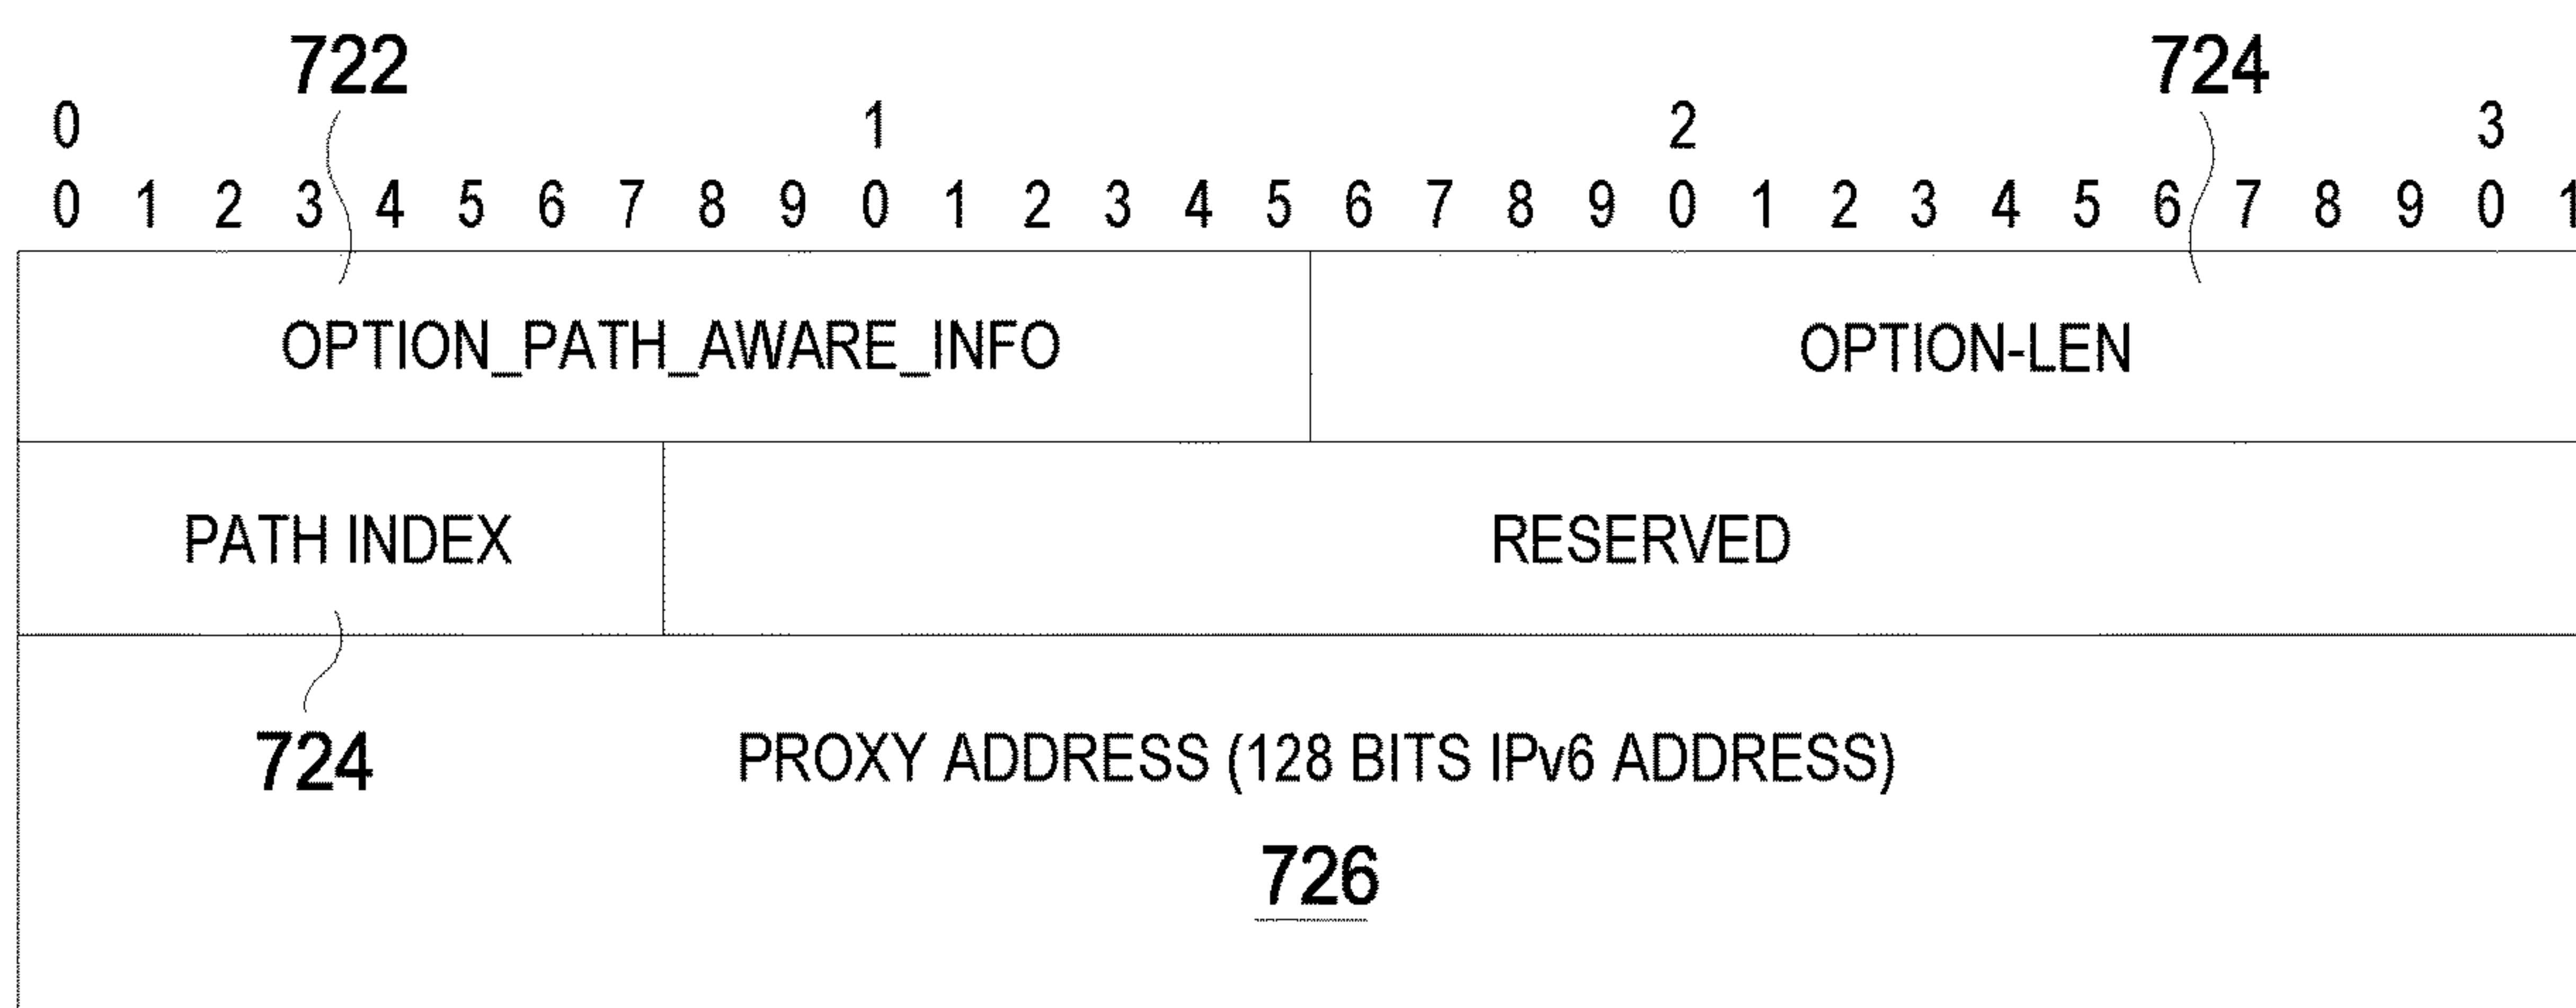 722 724
0 1 2 3
0 1 2 3 4 5 6 7 8 9 0 1 2 3 4 5 6 7 8 9 0 1 2 3 4 5 6 7 8 9 0 1
OPTION_PATH_AWARE_INFO OPTION-LEN
PATH INDEX RESERVED
724 PROXY ADDRESS (128 BITS IPv6 ADDRESS)
726